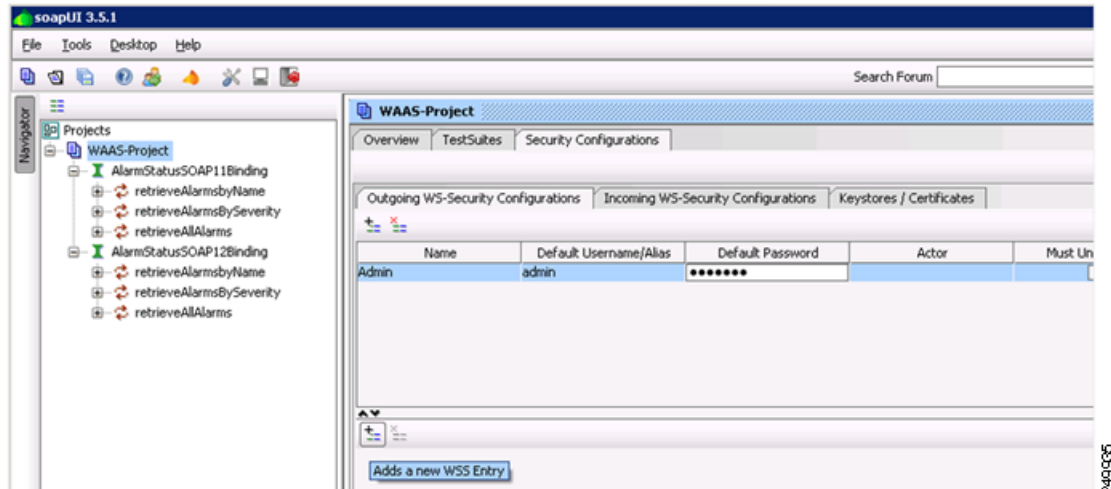 soapUI 3.5.1
File Tools Desktop Help
Search Forum
Navigator
Projects
WAAS-Project
AlarmStatusSOAP11Binding
retrieveAlarmsbyName
retrieveAlarmsBySeverity
retrieveAllAlarms
AlarmStatusSOAP12Binding
retrieveAlarmsbyName
retrieveAlarmsBySeverity
retrieveAllAlarms
WAAS-Project
Overview TestSuites Security Configurations
Outgoing WS-Security Configurations Incoming WS-Security Configurations Keystores / Certificates
Name Default Username/Alias Default Password Actor Must Un
Admin admin •••••••
Adds a new WSS Entry
249935